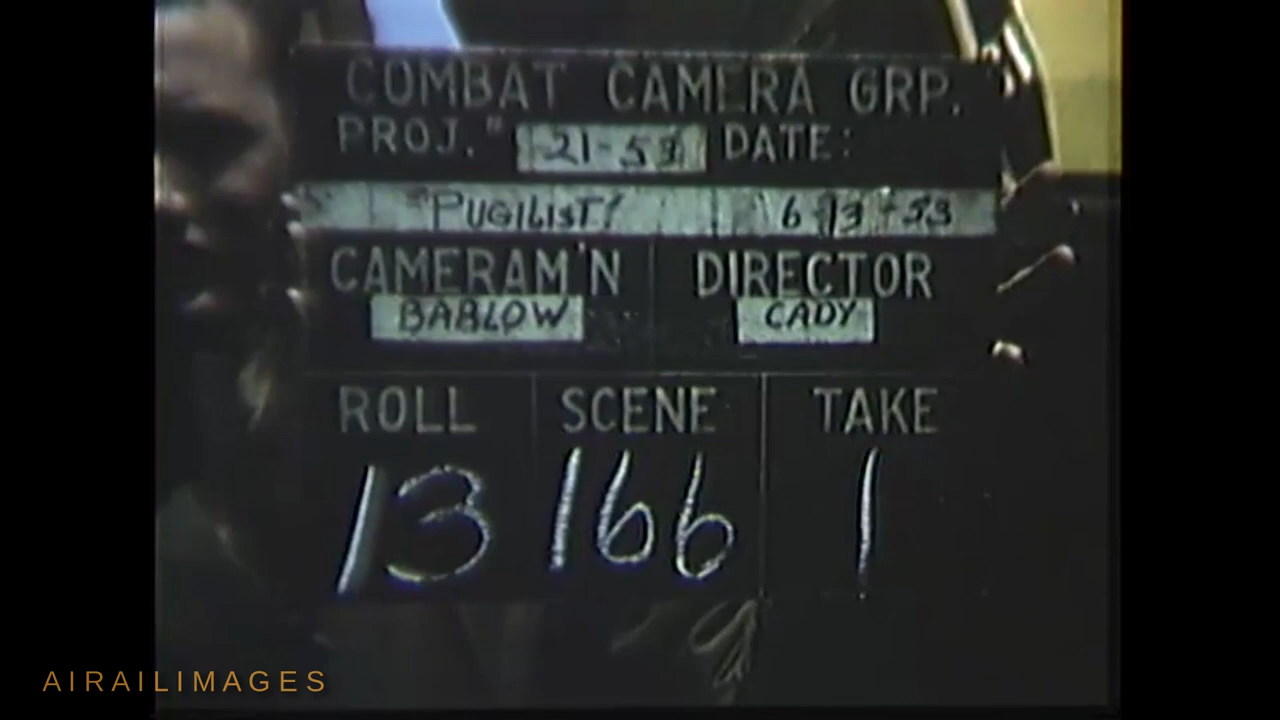 COMBAT CAMERA GRP.
PROJ." 21-53 DATE:
"PUGILIST" 6-13-53
CAMERAM'N DIRECTOR
BABLOW CADY
ROLL SCENE TAKE
13 166 1
AIRAILIMAGES